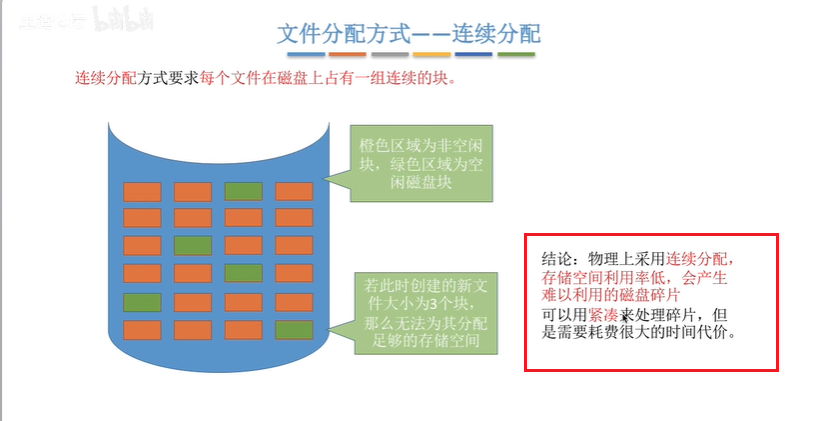 bilibili
文件分配方式——连续分配
连续分配方式要求每个文件在磁盘上占有一组连续的块。
橙色区域为非空闲
块，绿色区域为空
闲磁盘块
若此时创建的新文
件大小为3个块，
那么无法为其分配
足够的存储空间
结论：物理上采用连续分配，
存储空间利用率低，会产生
难以利用的磁盘碎片
可以用紧凑来处理碎片，但
是需要耗费很大的时间代价。